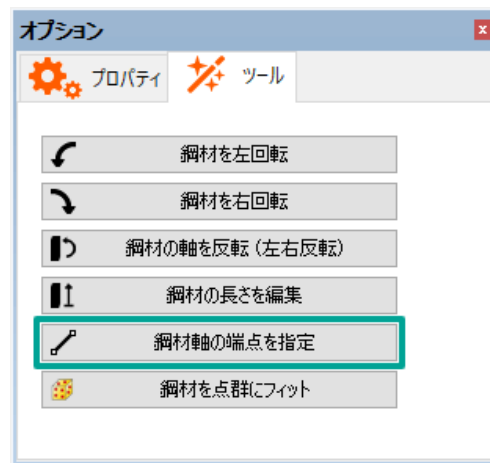 オプション
プロパティ ツール
鋼材を左回転
鋼材を右回転
鋼材の軸を反転（左右反転）
鋼材の長さを編集
鋼材軸の端点を指定
鋼材を点群にフィット